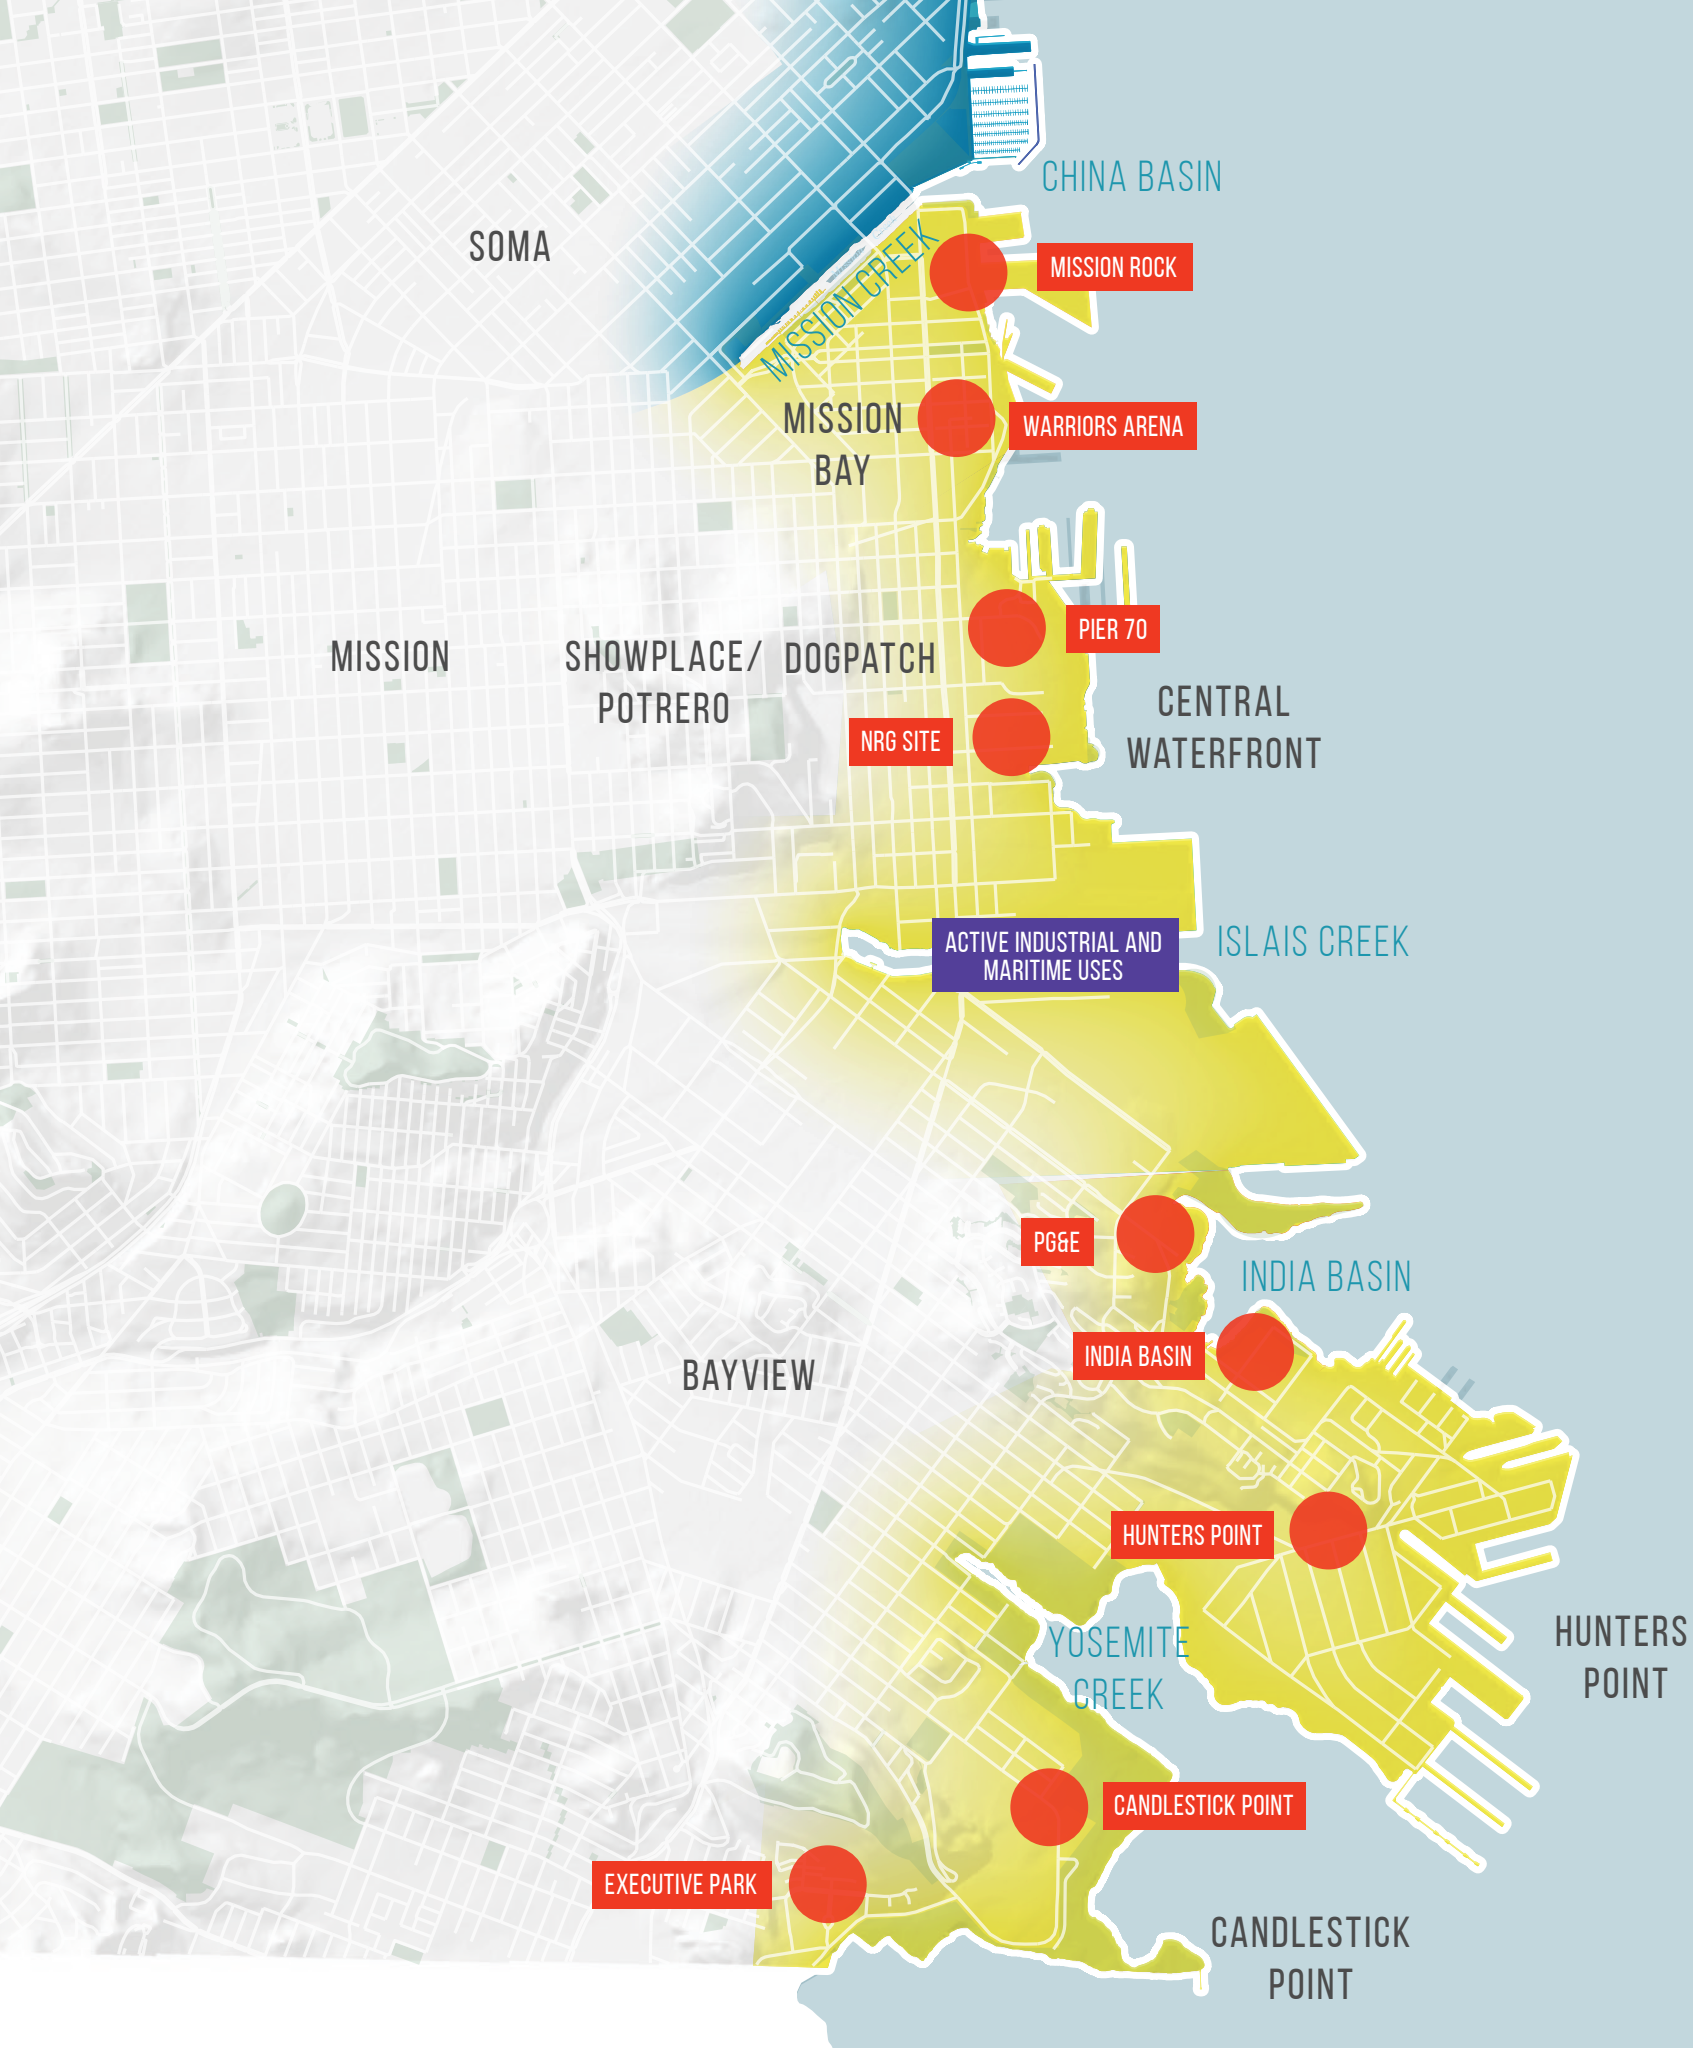 CHINA BASIN
SOMA
MISSION CREEK
MISSION ROCK
MISSION
BAY
WARRIORS ARENA
PIER 70
MISSION
SHOWPLACE/
POTRERO
DOGPATCH
CENTRAL
WATERFRONT
NRG SITE
ACTIVE INDUSTRIAL AND
MARITIME USES
ISLAIS CREEK
PG&E
INDIA BASIN
INDIA BASIN
BAYVIEW
HUNTERS POINT
HUNTERS
POINT
YOSEMITE
CREEK
CANDLESTICK POINT
EXECUTIVE PARK
CANDLESTICK
POINT